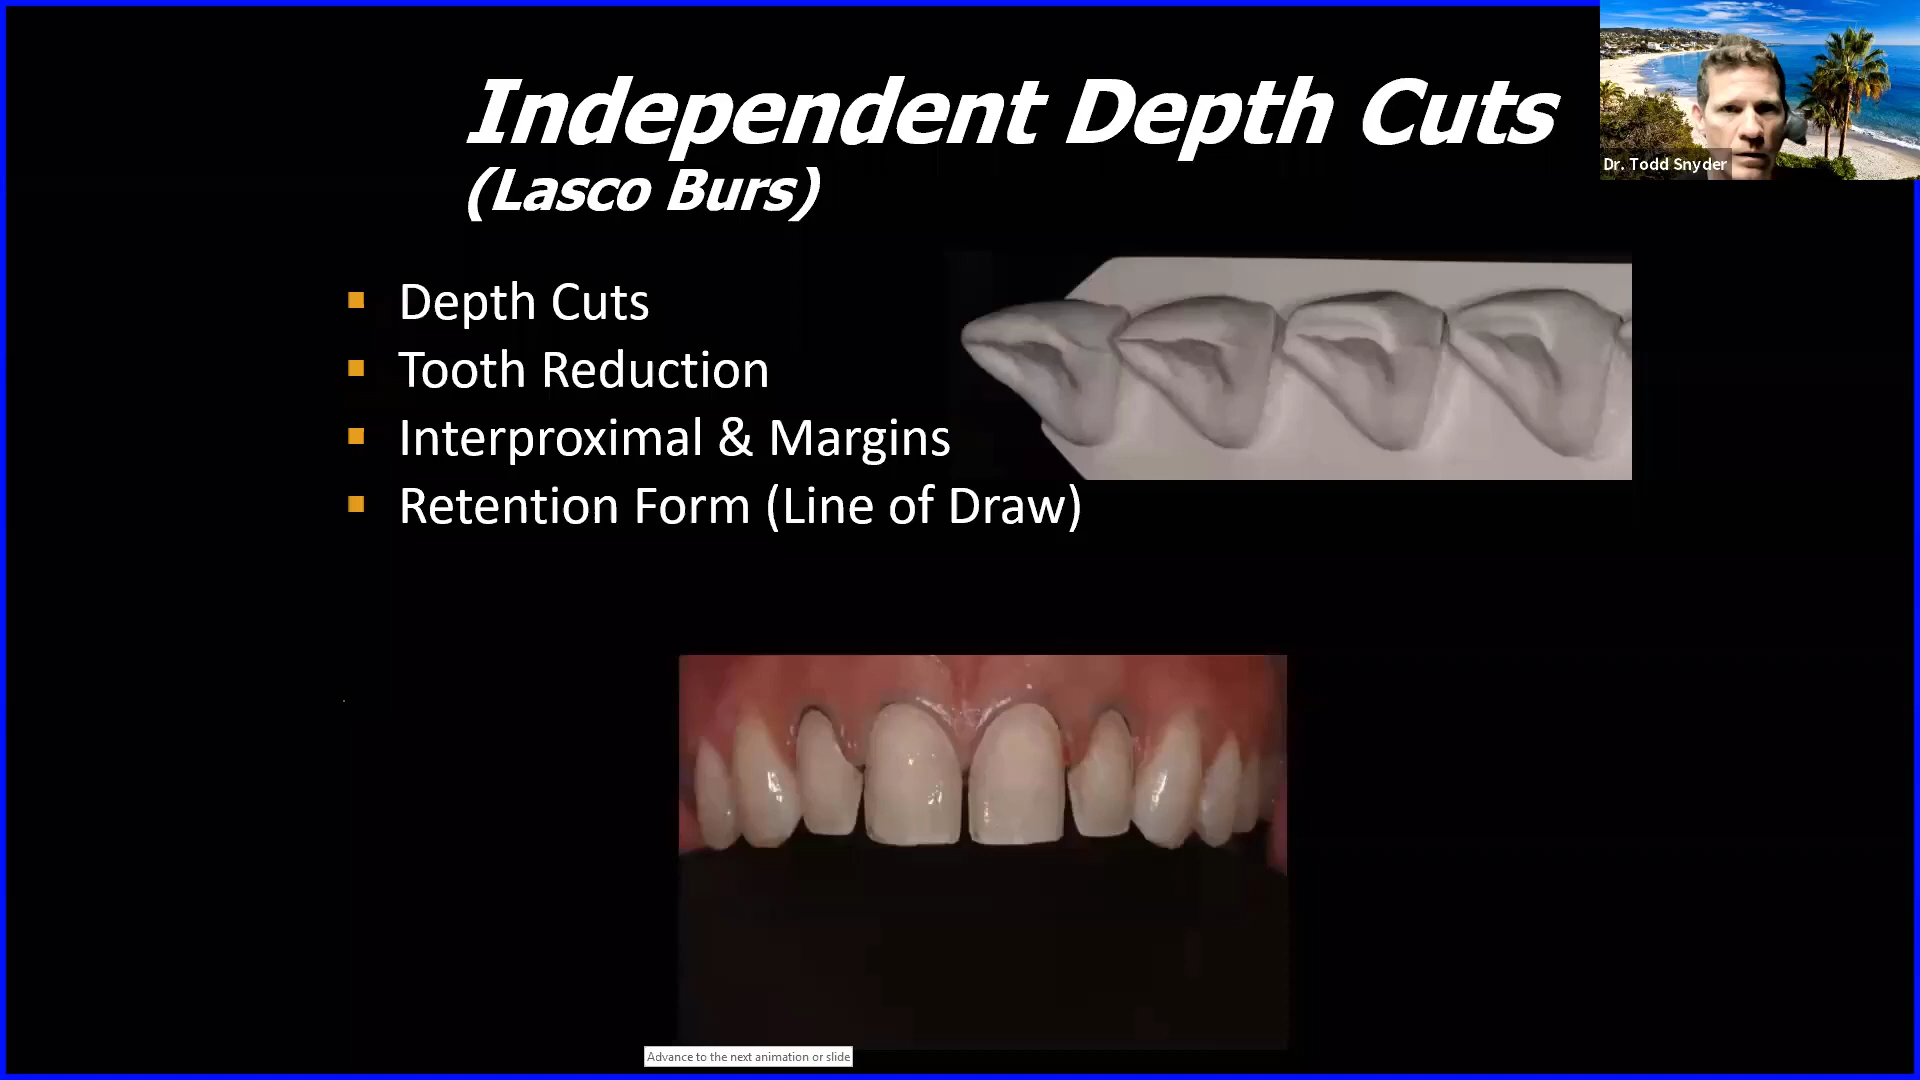 Independent Depth Cuts
(Lasco Burs)
Dr. Todd Snyder
Depth Cuts
Tooth Reduction
Interproximal & Margins
Retention Form (Line of Draw)
Advance to the next animation or slide